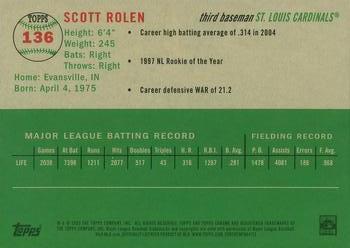 TOPPS
136
SCOTT ROLEN
third baseman ST. LOUIS CARDINALS®
Height: 6'4"
Weight: 245
Bats: Right
Throws: Right
Home: Evansville, IN
Born: April 4, 1975
• Career high batting average of .314 in 2004
• 1997 NL Rookie of the Year
• Career defensive WAR of 21.2
MAJOR LEAGUE BATTING RECORD FIELDING RECORD
Games At Bat Runs Hits Doubles Triples H. R. R.B.I. B. Avg. P. O. Assists Errors F. Avg.
LIFE 2038 7398 1211 2077 517 43 316 1287 .281 1478 4081 186 .968
Topps